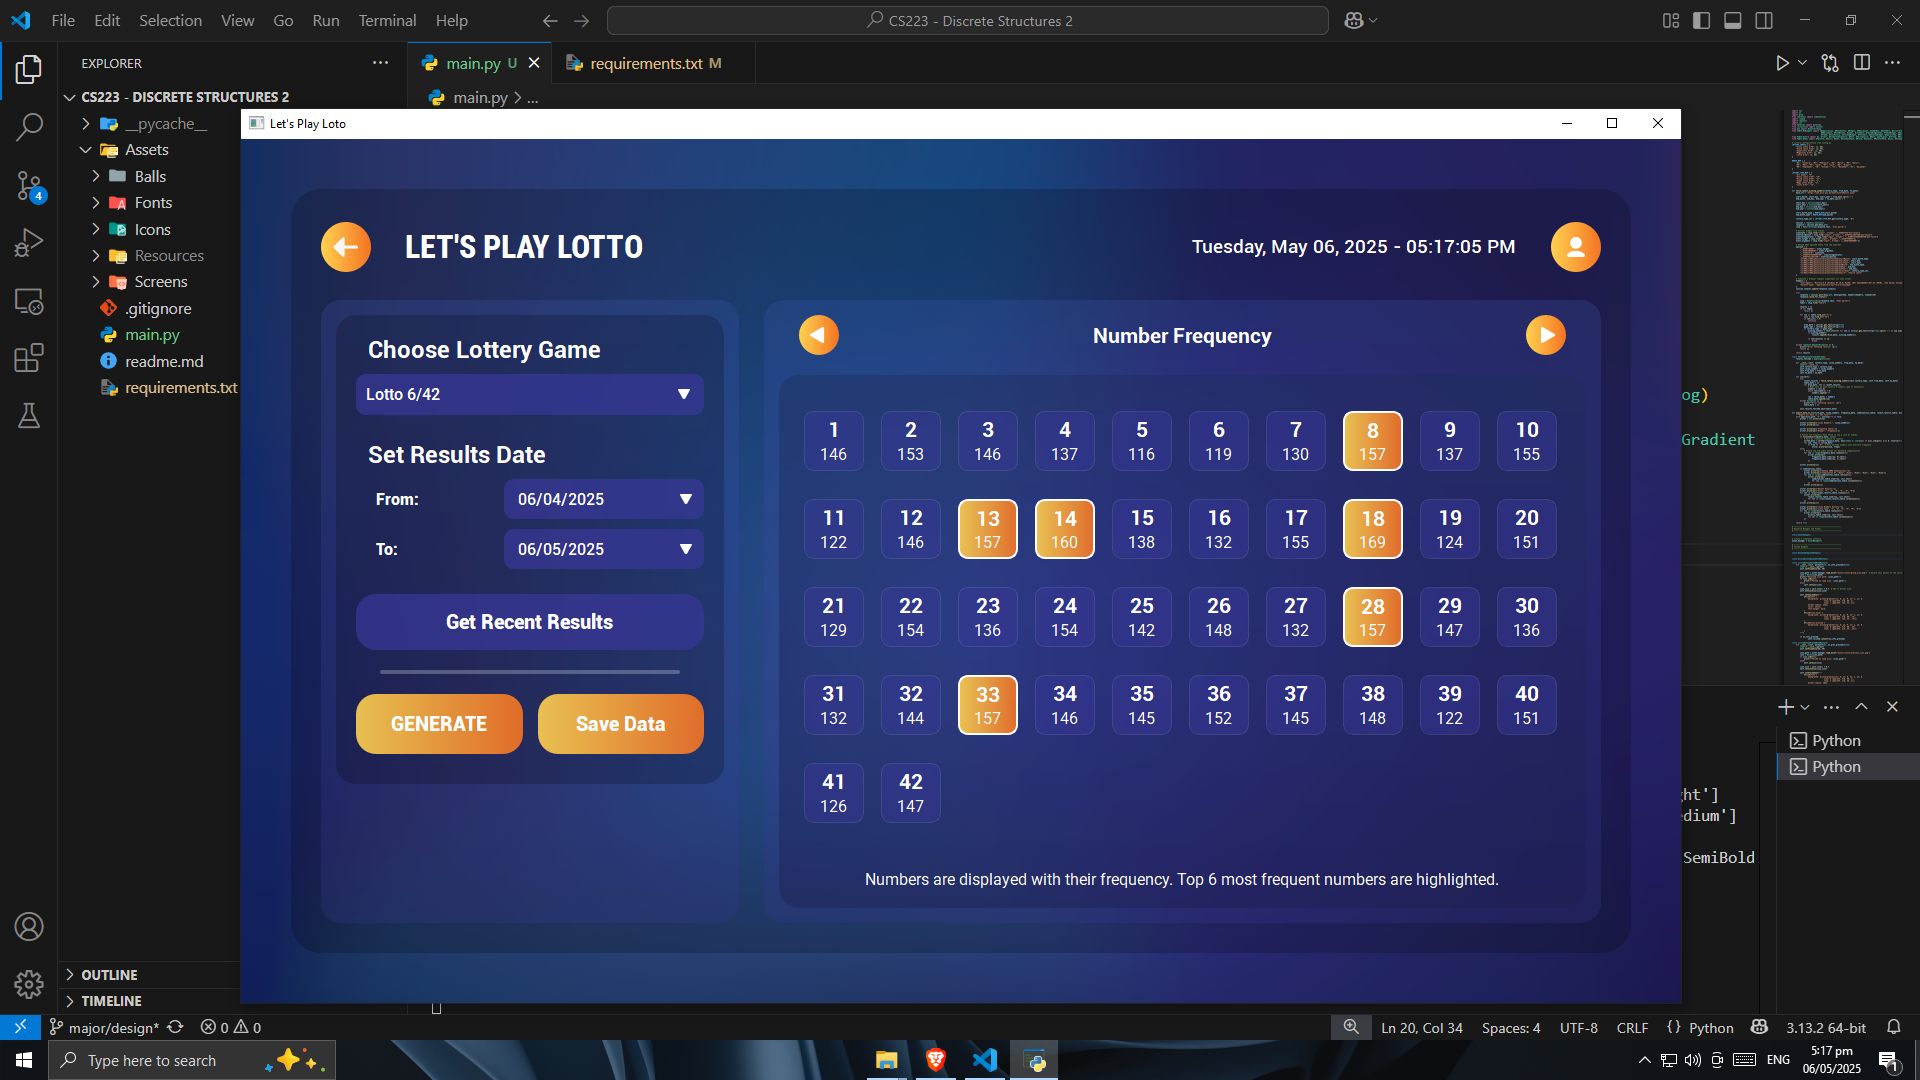 File Edit Selection View Go Run Terminal Help
CS223 - Discrete Structures 2
EXPLORER
main.py U
requirements.txt M
CS223 - DISCRETE STRUCTURES 2
main.py > ...
__pycache__
Assets
Balls
Fonts
Icons
Resources
Screens
.gitignore
main.py
readme.md
requirements.txt
4
OUTLINE
TIMELINE
Let's Play Loto
LET'S PLAY LOTTO
Tuesday, May 06, 2025 - 05:17:05 PM
Choose Lottery Game
Lotto 6/42
Set Results Date
From:
06/04/2025
To:
06/05/2025
Get Recent Results
GENERATE
Save Data
Number Frequency
1 2 3 4 5 6 7 8 9 10
146 153 146 137 116 119 130 157 137 155
11 12 13 14 15 16 17 18 19 20
122 146 157 160 138 132 155 169 124 151
21 22 23 24 25 26 27 28 29 30
129 154 136 154 142 148 132 157 147 136
31 32 33 34 35 36 37 38 39 40
132 144 157 146 145 152 145 148 122 151
41 42
126 147
Numbers are displayed with their frequency. Top 6 most frequent numbers are highlighted.
og)
Gradient
Python
Python
ght']
edium']
SemiBold
major/design*
0 0
Ln 20, Col 34
Spaces: 4
UTF-8
CRLF
{ } Python
3.13.2 64-bit
Type here to search
ENG
5:17 pm
06/05/2025
1